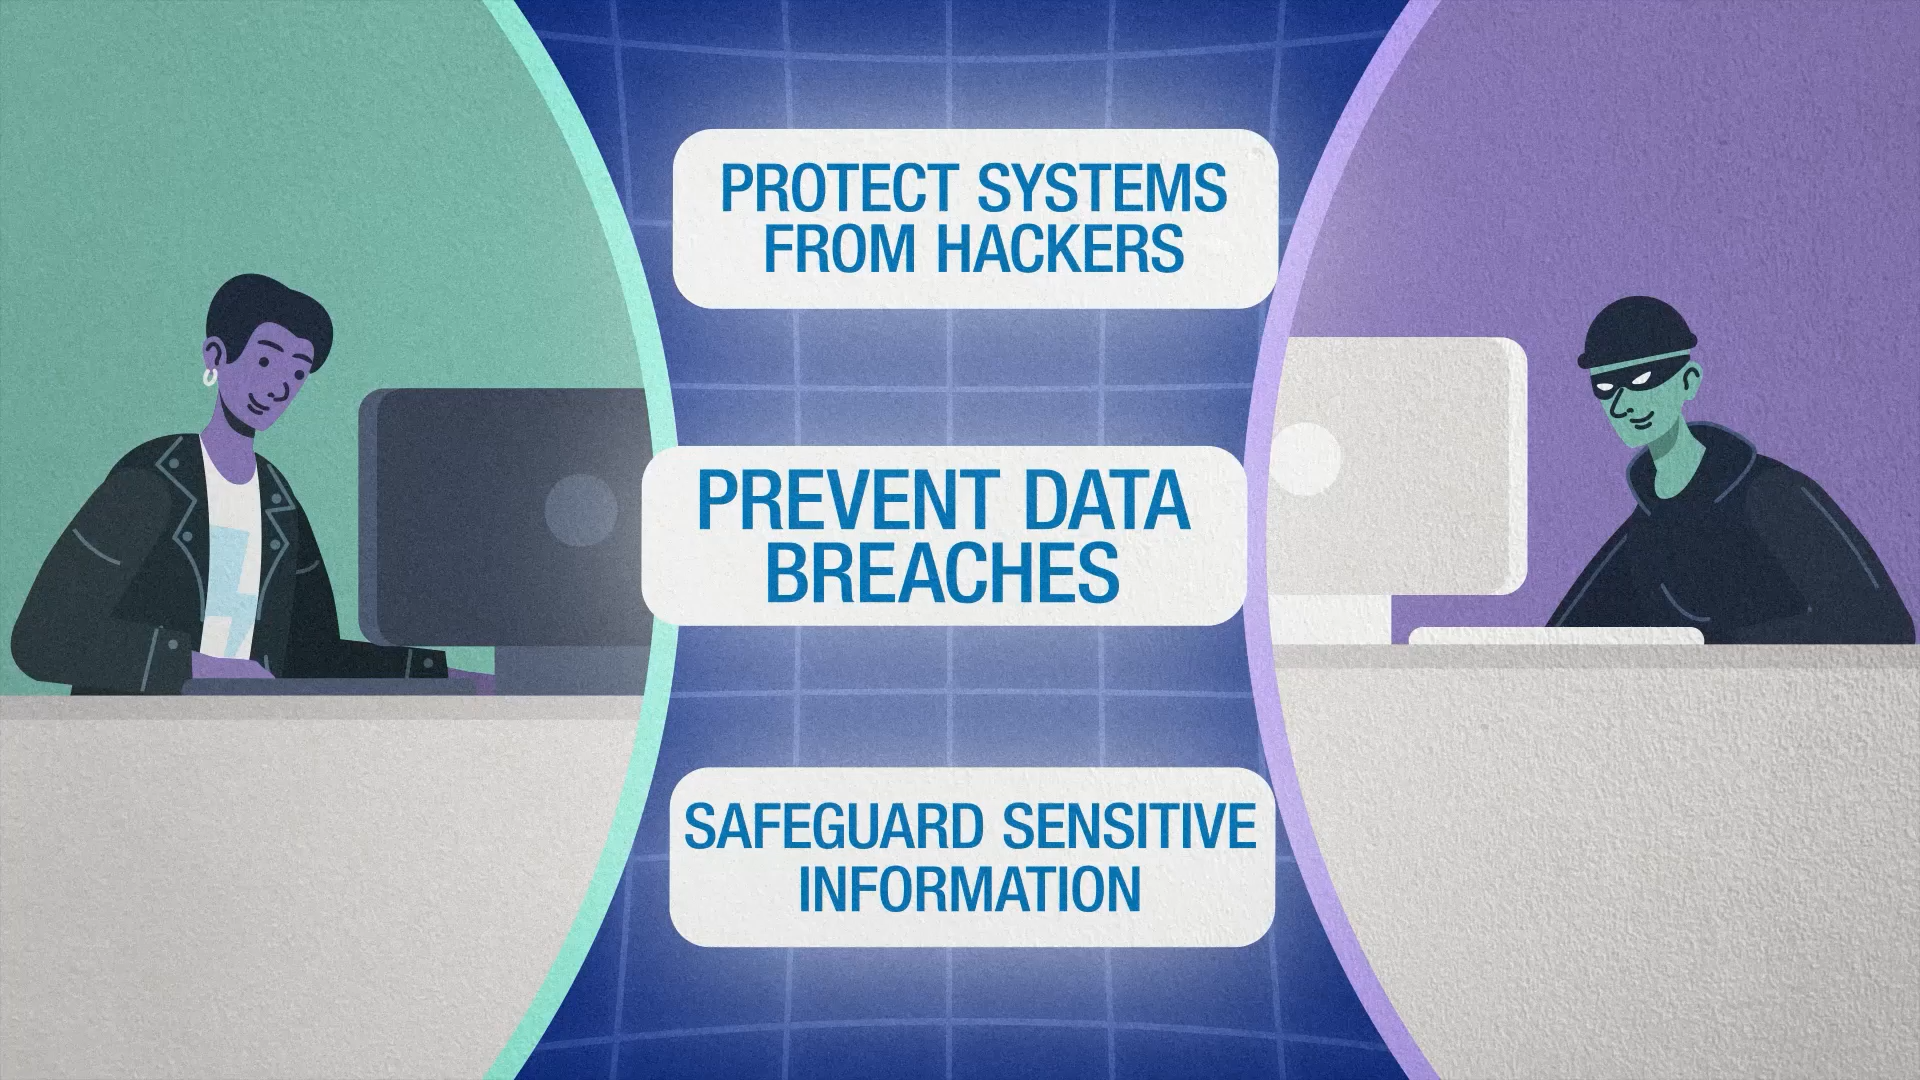 PROTECT SYSTEMS
FROM HACKERS
PREVENT DATA
BREACHES
SAFEGUARD SENSITIVE
INFORMATION